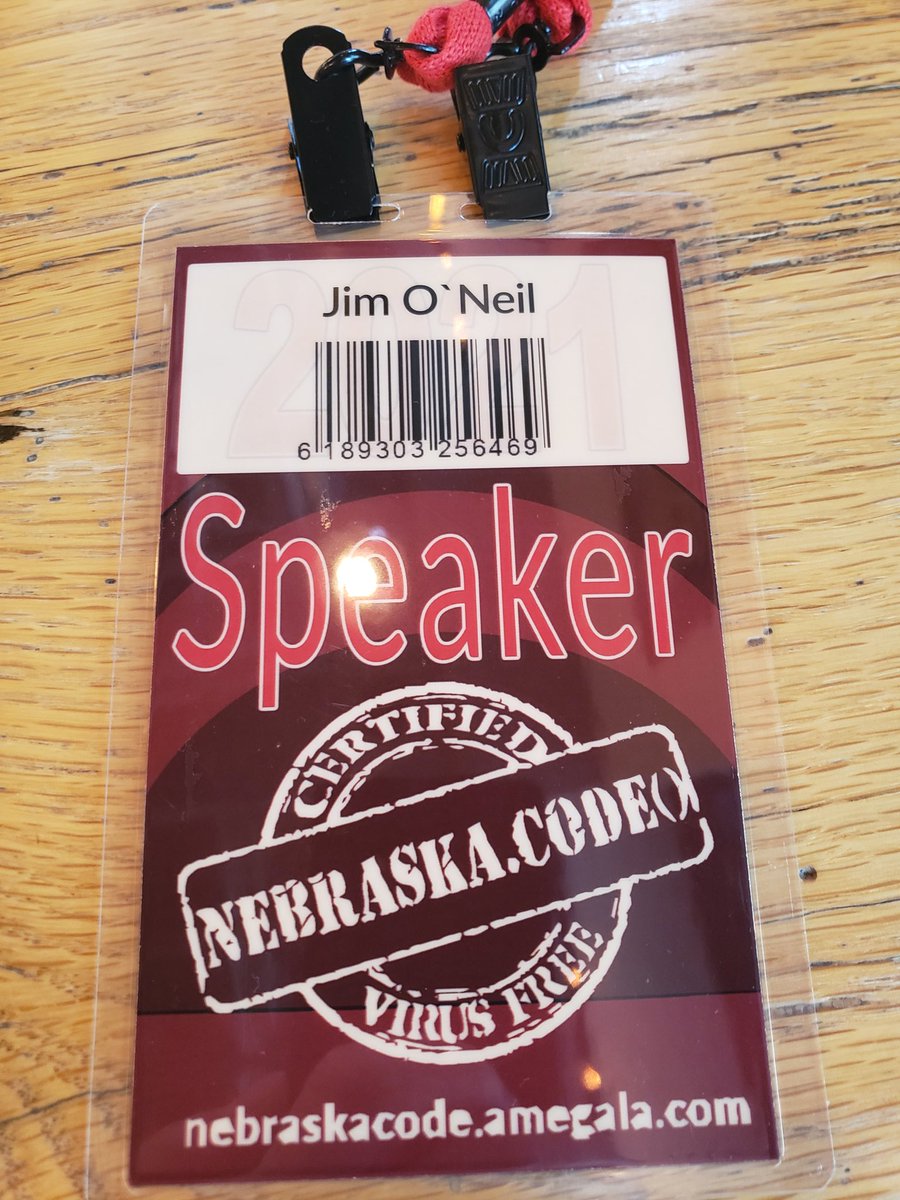 2021
Jim O`Neil
6 189303 256469
Speaker
CERTIFIED
NEBRASKA.CODE()
VIRUS FREE
nebraskacode.amegala.com